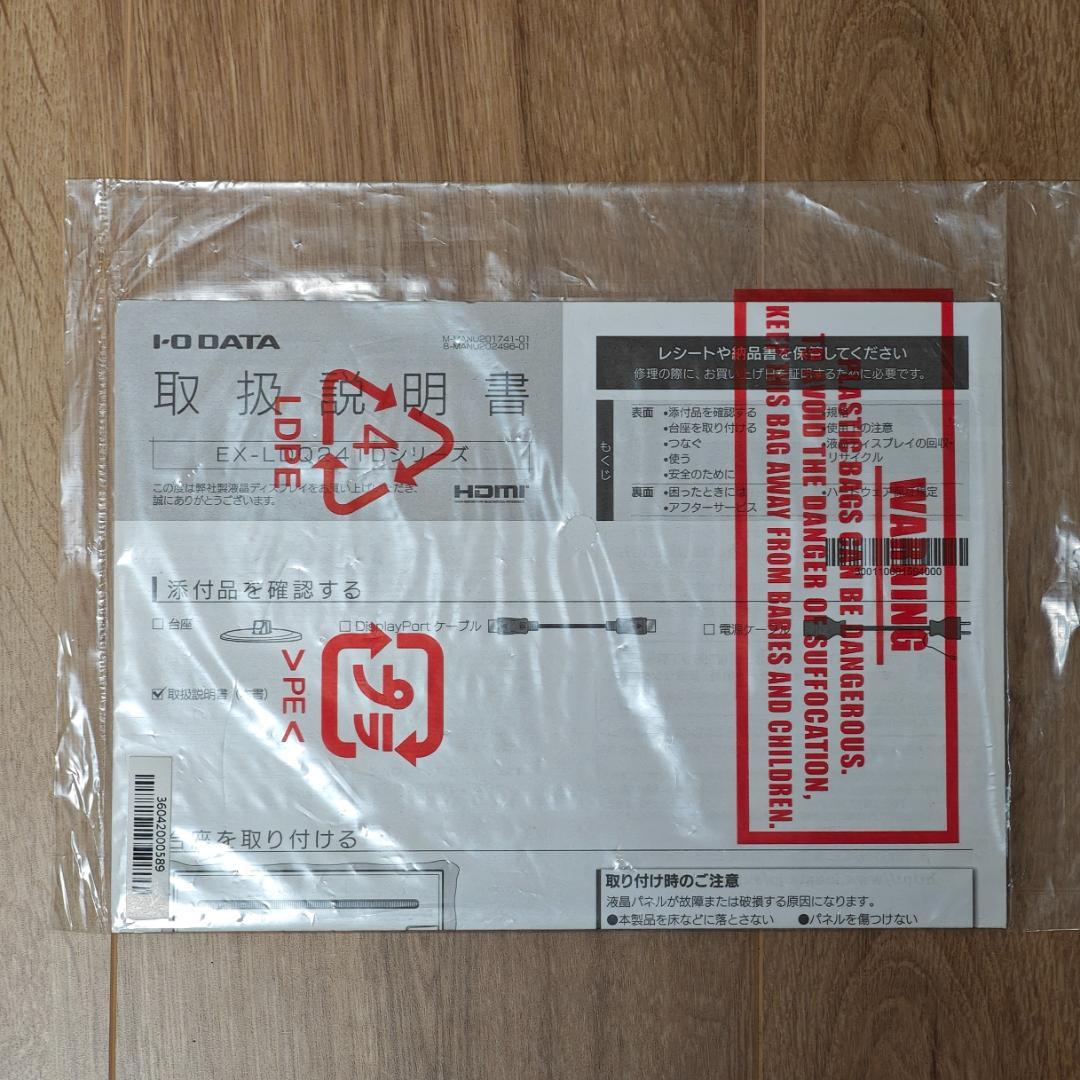 I-O DATA
M-MANU201741-01
B-MANU202496-01
取扱説明書
EX-LDQ241Dシリーズ
この度は弊社製液晶ディスプレイをお買い上げいただき、
誠にありがとうございます。
HDMI
レシートや納品書を保管してください
修理の際に、お買い上げ日を証明するために必要です。
もくじ
表面
•添付品を確認する
•台座を取り付ける
•つなぐ
•使う
•安全のために
•規格
•使用上の注意
•液晶ディスプレイの回収・
リサイクル
裏面
•困ったときには
•アフターサービス
添付品を確認する
□台座
□DisplayPort ケーブル
□電源ケーブル
☑取扱説明書（本書）
36042000589
台座を取り付ける
取り付け時のご注意
液晶パネルが故障または破損する原因になります。
●本製品を床などに落とさない
●パネルを傷つけない
4
LDPE
プラ
>PE<
WARNING
PLASTIC BAGS CAN BE DANGEROUS.
TO AVOID THE DANGER OF SUFFOCATION,
KEEP THIS BAG AWAY FROM BABES AND CHILDREN.